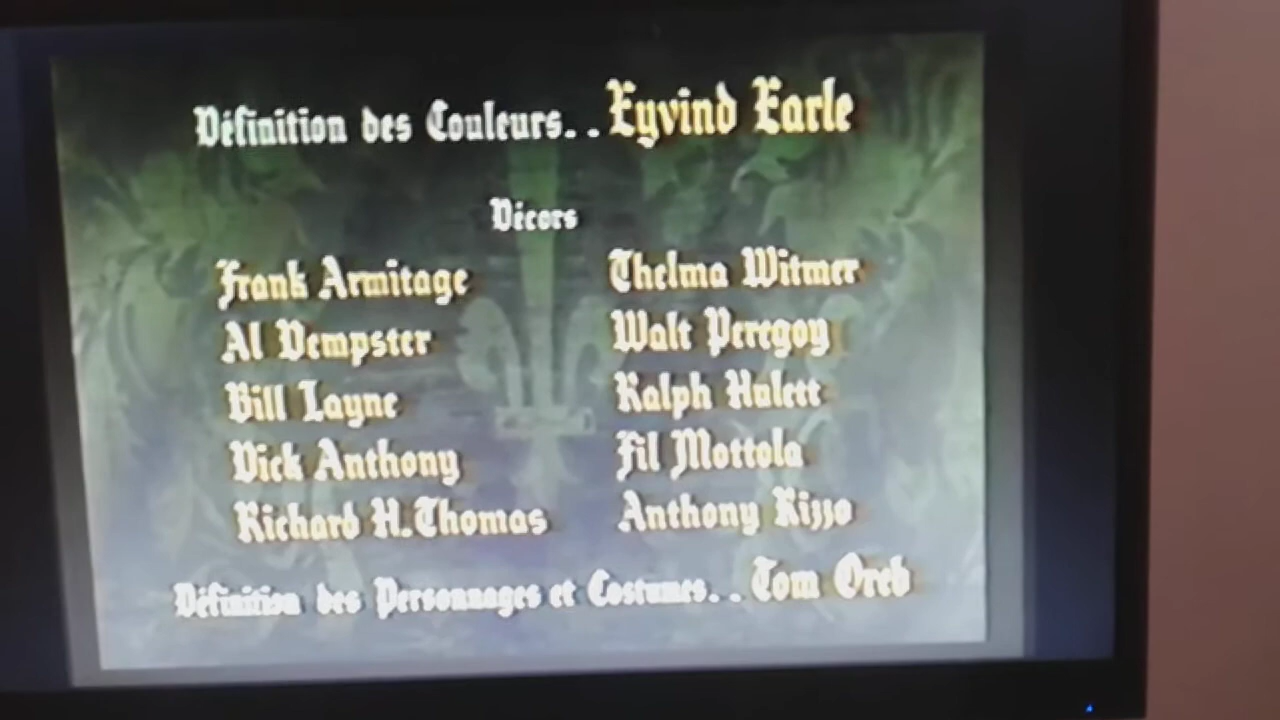 Définition des Couleurs. . Eyvind Earle
Décors
Frank Armitage Thelma Witmer
Al Dempster Walt Peregoy
Bill Layne Ralph Hulett
Dick Anthony Fil Mottola
Richard H. Thomas Anthony Rizzo
Définition des Personnages et Costumes. . Tom Oreb